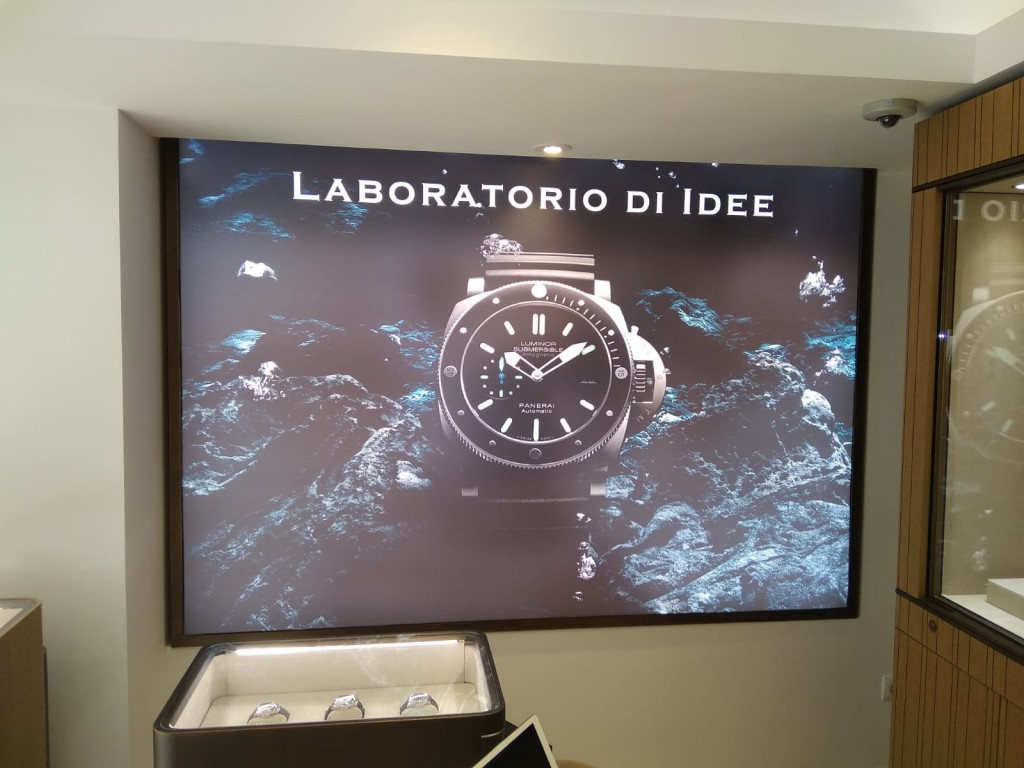 LABORATORIO DI IDEE
LUMINOR
SUBMERSIBLE
PANERAI
Automatic